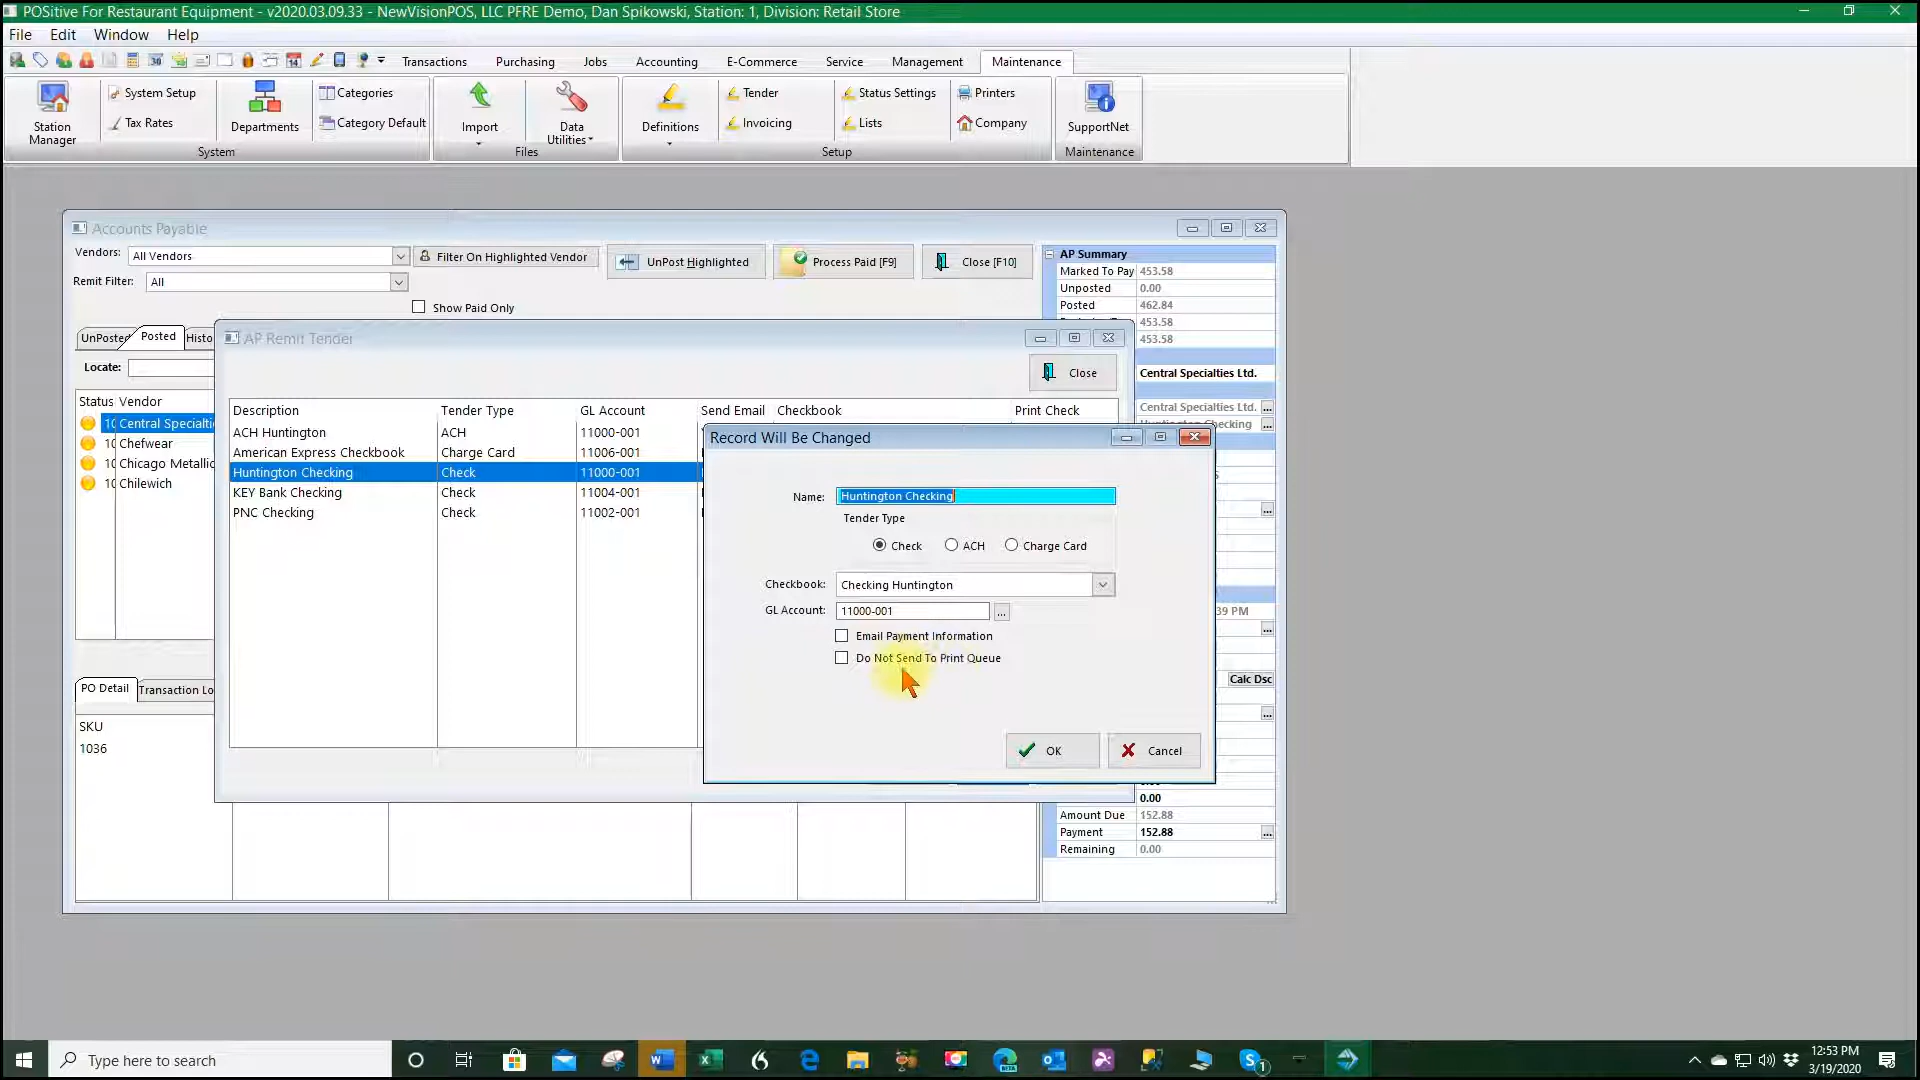 POSitive For Restaurant Equipment - v2020.03.09.33 - NewVisionPOS, LLC PFRE Demo, Dan Spikowski, Station: 1, Division: Retail Store
File Edit Window Help
Transactions Purchasing Jobs Accounting E-Commerce Service Management Maintenance
System Setup Categories Tender Status Settings Printers
Station Manager Tax Rates Departments Category Default Import Data Utilities Definitions Invoicing Lists Company SupportNet
System Files Setup Maintenance
Accounts Payable
Vendors: All Vendors Filter On Highlighted Vendor UnPost Highlighted Process Paid [F9] Close [F10]
Remit Filter: All
Show Paid Only
AP Summary
Marked To Pay 453.58
Unposted 0.00
Posted 462.84
453.58
453.58
UnPosted Posted Histo
Locate:
Status Vendor
10 Central Specialti
10 Chefwear
10 Chicago Metallic
10 Chilewich
AP Remit Tender
Close
Description Tender Type GL Account Send Email Checkbook Print Check
ACH Huntington ACH 11000-001
American Express Checkbook Charge Card 11006-001
Huntington Checking Check 11000-001
KEY Bank Checking Check 11004-001
PNC Checking Check 11002-001
Record Will Be Changed
Name: Huntington Checking
Tender Type
Check ACH Charge Card
Checkbook: Checking Huntington
GL Account: 11000-001 ...
Email Payment Information
Do Not Send To Print Queue
OK Cancel
Central Specialties Ltd.
Central Specialties Ltd. ...
Checking ...
39 PM
Calc Dsc
0.00
Amount Due 152.88
Payment 152.88 ...
Remaining 0.00
PO Detail Transaction Lo
SKU
1036
Type here to search
12:53 PM
3/19/2020